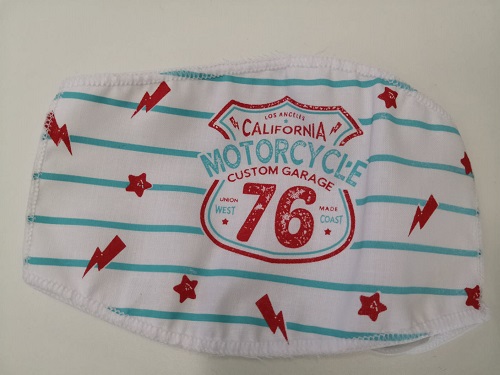 LOS ANGELES
CALIFORNIA
MOTORCYCLE
CUSTOM GARAGE
UNION 76 MADE
WEST COAST